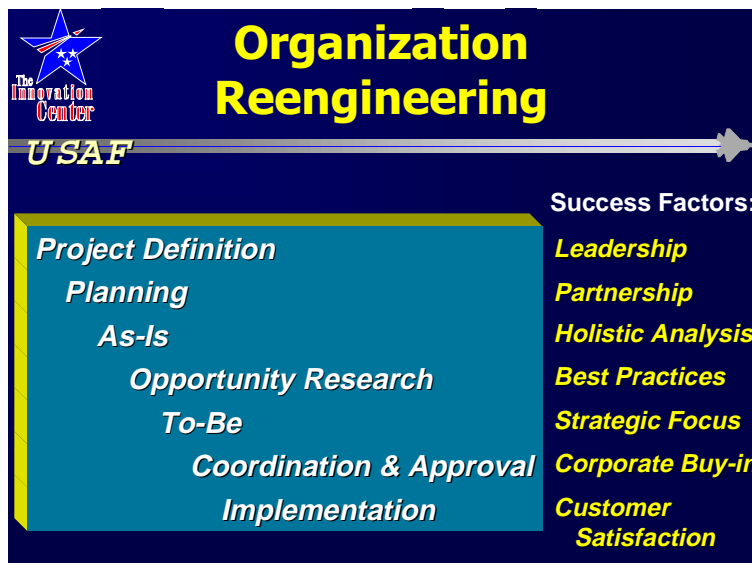 The
Innovation
Center
Organization
Reengineering
USAF
Success Factors:
Project Definition
Planning
As-Is
Opportunity Research
To-Be
Coordination & Approval
Implementation
Leadership
Partnership
Holistic Analysis
Best Practices
Strategic Focus
Corporate Buy-in
Customer
Satisfaction